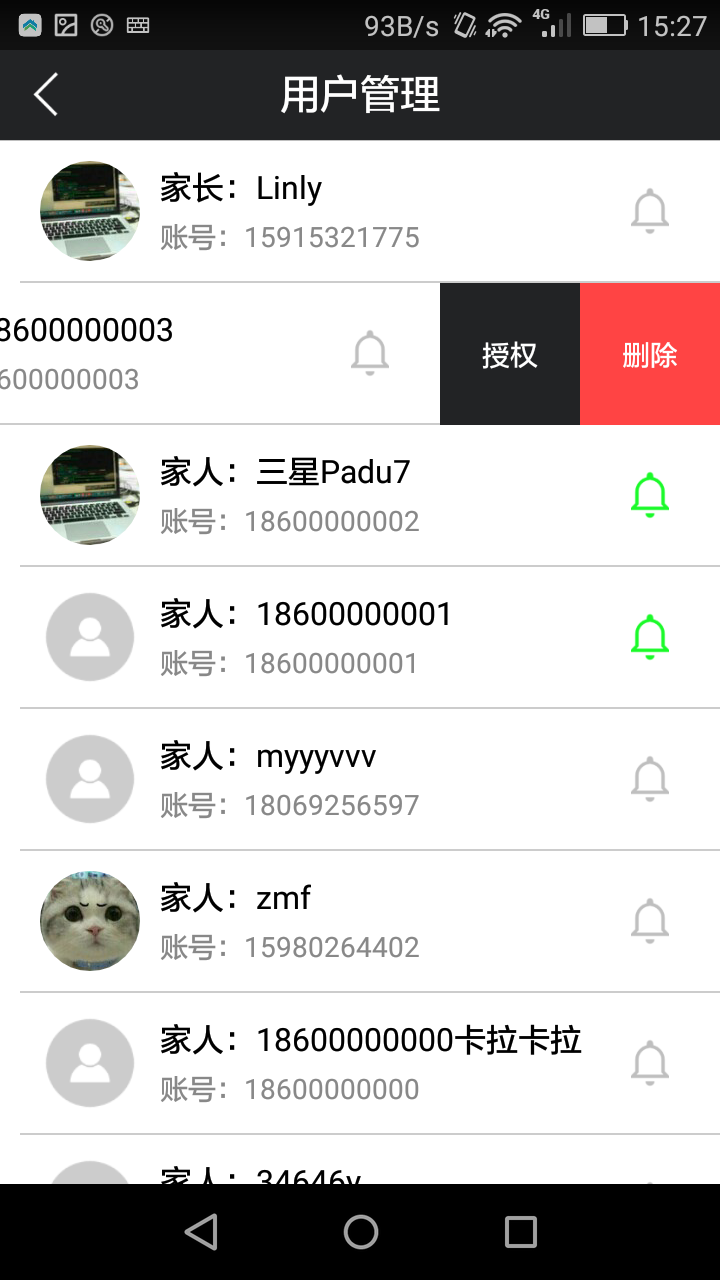 93B/s 4G 15:27
用户管理
家长：Linly
账号：15915321775
8600000003
600000003
授权
删除
家人：三星Padu7
账号：18600000002
家人：18600000001
账号：18600000001
家人：myyyvvv
账号：18069256597
家人：zmf
账号：15980264402
家人：18600000000卡拉卡拉
账号：18600000000
家人：34646v